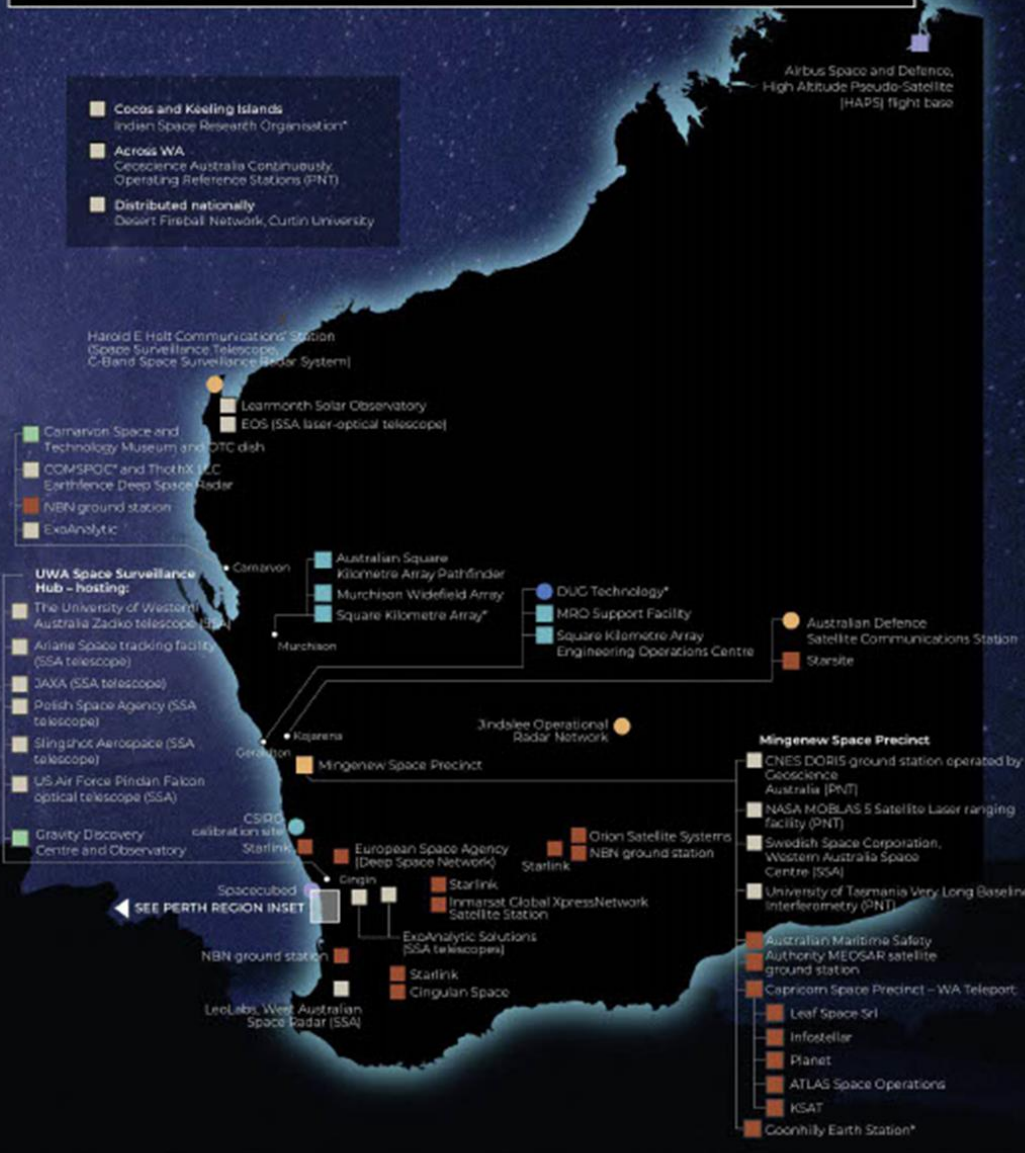 Airbus Space and Defence,
High Altitude Pseudo-Satellite
(HAPS) flight base
Cocos and Keeling Islands
Indian Space Research Organisation*
Across WA
Geoscience Australia Continuously
Operating Reference Stations (PNT)
Distributed nationally
Desert Fireball Network, Curtin University
Harold E Holt Communications' Station
(Space Surveillance Telescope,
C-Band Space Surveillance Radar System)
Learmonth Solar Observatory
EOS (SSA laser-optical telescope)
Carnarvon Space and
Technology Museum and OTC dish
COMSPOC* and ThothX LLC
Earthfence Deep Space Radar
NBN ground station
ExoAnalytic
Carnarvon
UWA Space Surveillance
Hub – hosting:
The University of Western
Australia Zadko telescope (SSA)
Ariane Space tracking facility
(SSA telescope)
JAXA (SSA telescope)
Polish Space Agency (SSA
telescope)
Slingshot Aerospace (SSA
telescope)
US Air Force Pindan Falcon
optical telescope (SSA)
Gravity Discovery
Centre and Observatory
Australian Square
Kilometre Array Pathfinder
Murchison Widefield Array
Square Kilometre Array*
Murchison
DUG Technology*
MRO Support Facility
Square Kilometre Array
Engineering Operations Centre
Australian Defence
Satellite Communications Station
Starsite
Jindalee Operational
Radar Network
Kojarena
Geraldton
Mingenew Space Precinct
CSIRO
calibration site
Starlink
European Space Agency
(Deep Space Network)
Gingin
Spacecubed
SEE PERTH REGION INSET
Orion Satellite Systems
NBN ground station
Starlink
Starlink
Inmarsat Global XpressNetwork
Satellite Station
ExoAnalytic Solutions
(SSA telescopes)
NBN ground station
Starlink
Cingulan Space
LeoLabs, West Australian
Space Radar (SSA)
Mingenew Space Precinct
CNES DORIS ground station operated by
Geoscience
Australia (PNT)
NASA MOBLAS 5 Satellite Laser ranging
facility (PNT)
Swedish Space Corporation,
Western Australia Space
Centre (SSA)
University of Tasmania Very Long Baseline
Interferometry (PNT)
Australian Maritime Safety
Authority MEOSAR satellite
ground station
Capricorn Space Precinct – WA Teleport:
Leaf Space Srl
Infostellar
Planet
ATLAS Space Operations
KSAT
Goonhilly Earth Station*